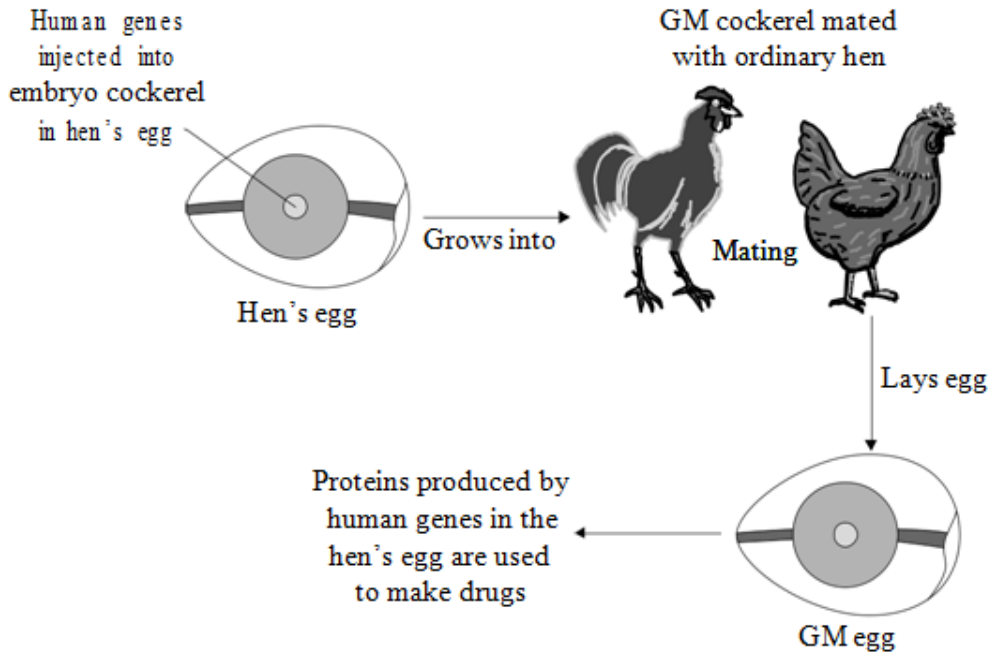 Human genes
injected into
embryo cockerel
in hen's egg
Hen's egg
Grows into
GM cockerel mated
with ordinary hen
Mating
Lays egg
GM egg
Proteins produced by
human genes in the
hen's egg are used
to make drugs